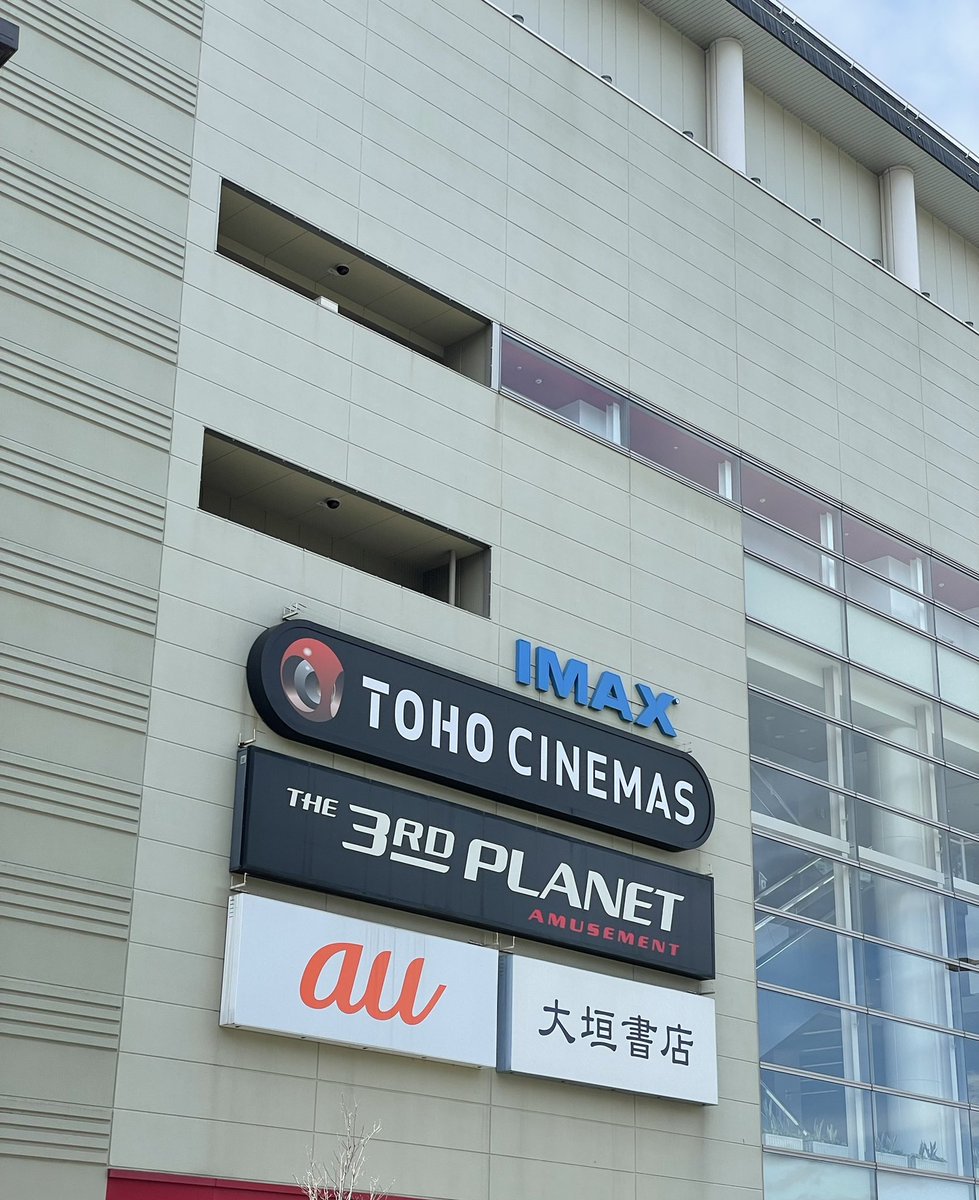 IMAX
TOHO CINEMAS
THE 3RD PLANET
AMUSEMENT
au
大垣書店